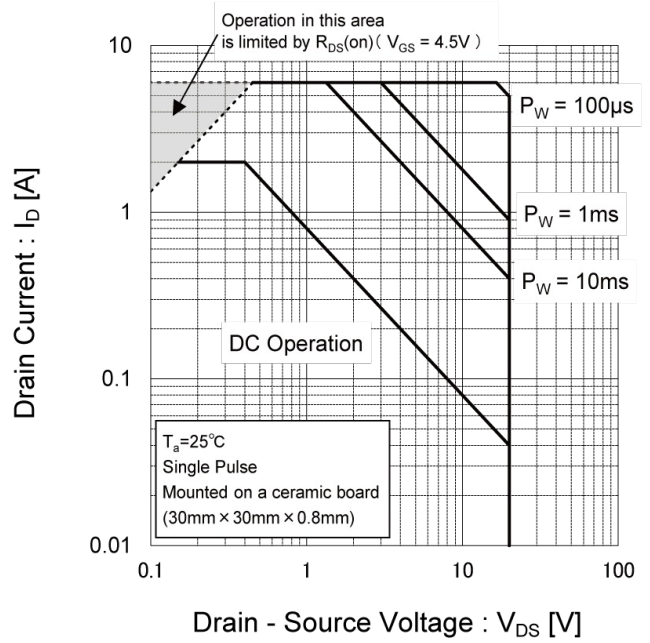 Operation in this area
is limited by RDS(on)( VGS = 4.5V )
10
1
0.1
0.01
Drain Current : ID [A]
PW = 100μs
PW = 1ms
PW = 10ms
DC Operation
Ta=25℃
Single Pulse
Mounted on a ceramic board
(30mm×30mm×0.8mm)
0.1
1
10
100
Drain - Source Voltage : VDS [V]